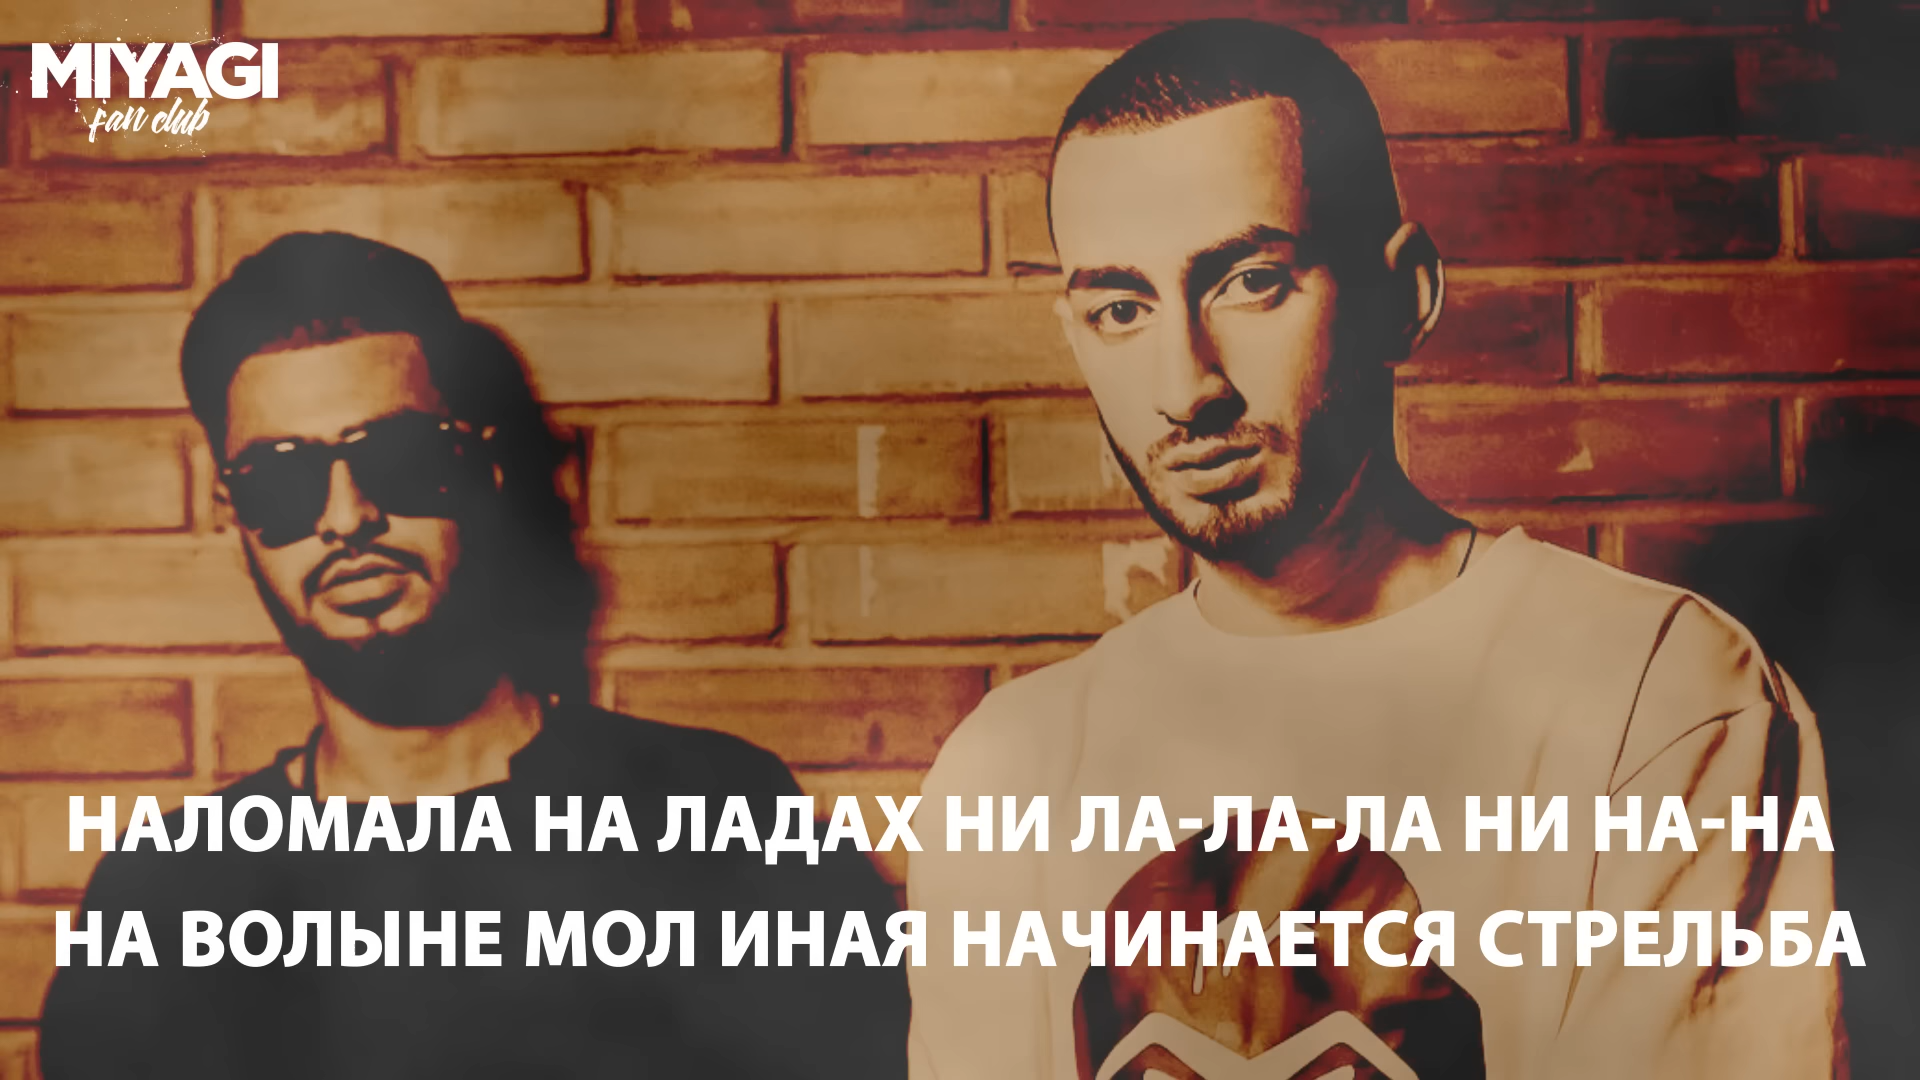 MIYAGI
fan club
НАЛОМАЛА НА ЛАДАХ НИ ЛА-ЛА-ЛА НИ НА-НА
НА ВОЛЫНЕ МОЛ ИНАЯ НАЧИНАЕТСЯ СТРЕЛЬБА